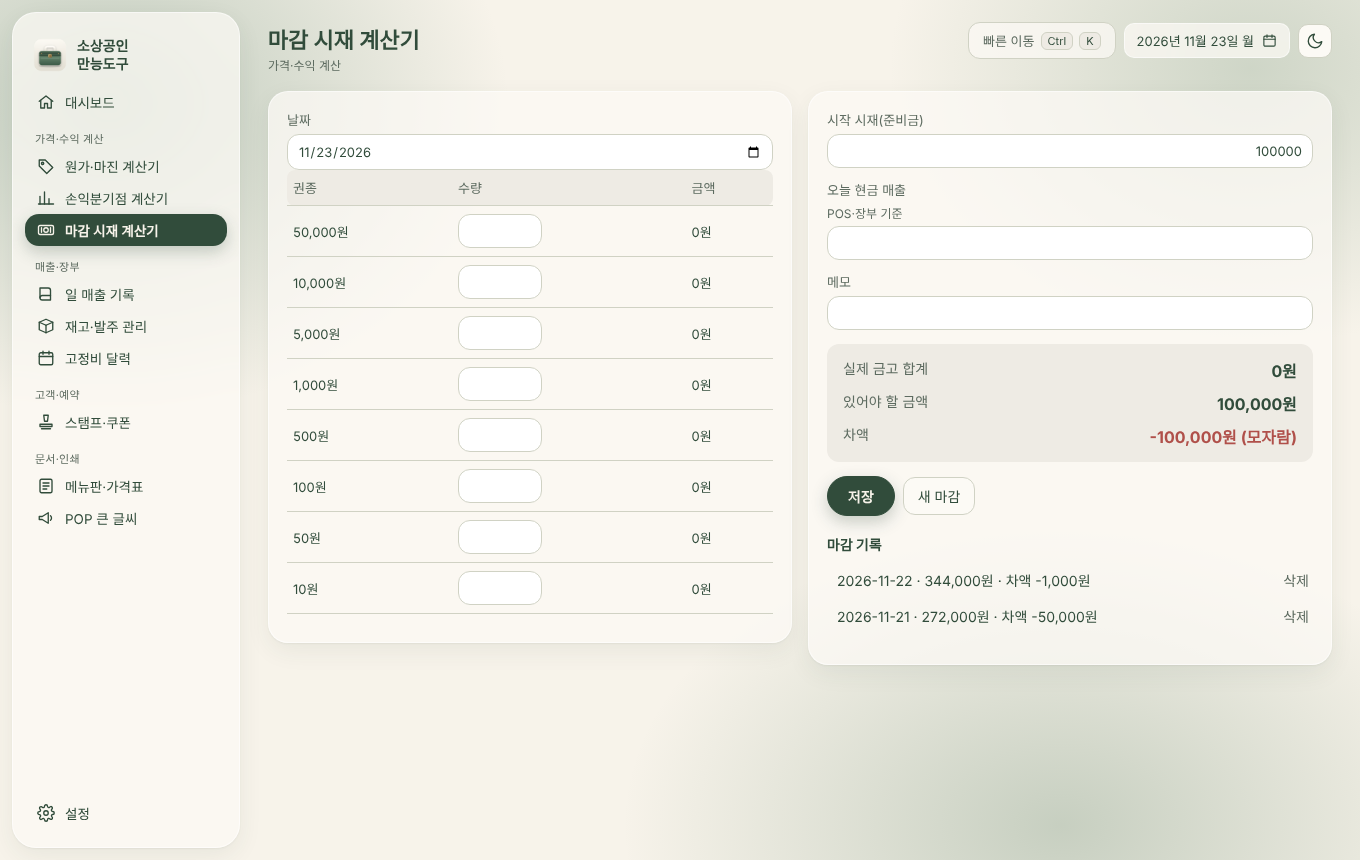 소상공인
만능도구
대시보드
가격·수익 계산
원가·마진 계산기
손익분기점 계산기
마감 시재 계산기
매출·장부
일 매출 기록
재고·발주 관리
고정비 달력
고객·예약
스탬프·쿠폰
문서·인쇄
메뉴판·가격표
POP 큰 글씨
설정
마감 시재 계산기
가격·수익 계산
빠른 이동 Ctrl K
2026년 11월 23일 월
날짜
11/23/2026
권종 수량 금액
50,000원 0원
10,000원 0원
5,000원 0원
1,000원 0원
500원 0원
100원 0원
50원 0원
10원 0원
시작 시재(준비금)
100000
오늘 현금 매출
POS·장부 기준
메모
실제 금고 합계 0원
있어야 할 금액 100,000원
차액 -100,000원 (모자람)
저장 새 마감
마감 기록
2026-11-22 · 344,000원 · 차액 -1,000원 삭제
2026-11-21 · 272,000원 · 차액 -50,000원 삭제